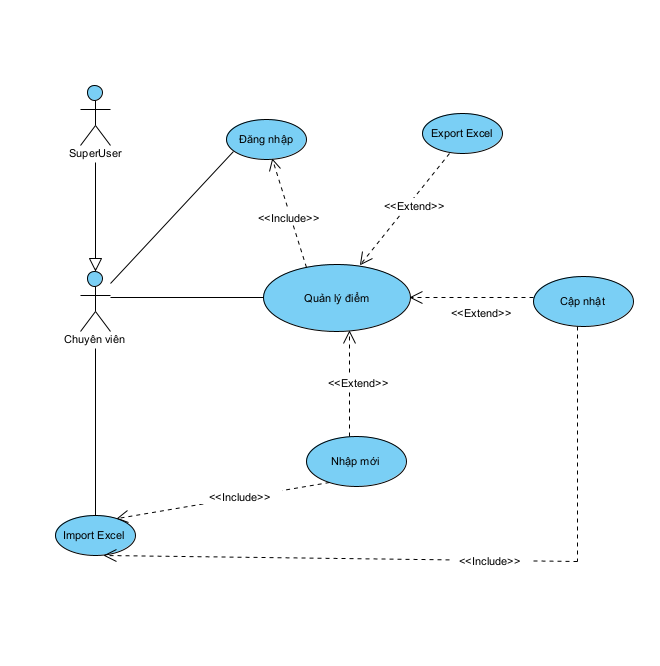 SuperUser
Đăng nhập
Export Excel
<<Extend>>
<<Include>>
Quản lý điểm
Cập nhật
<<Extend>>
Chuyên viên
<<Extend>>
Nhập mới
<<Include>>
Import Excel
<<Include>>